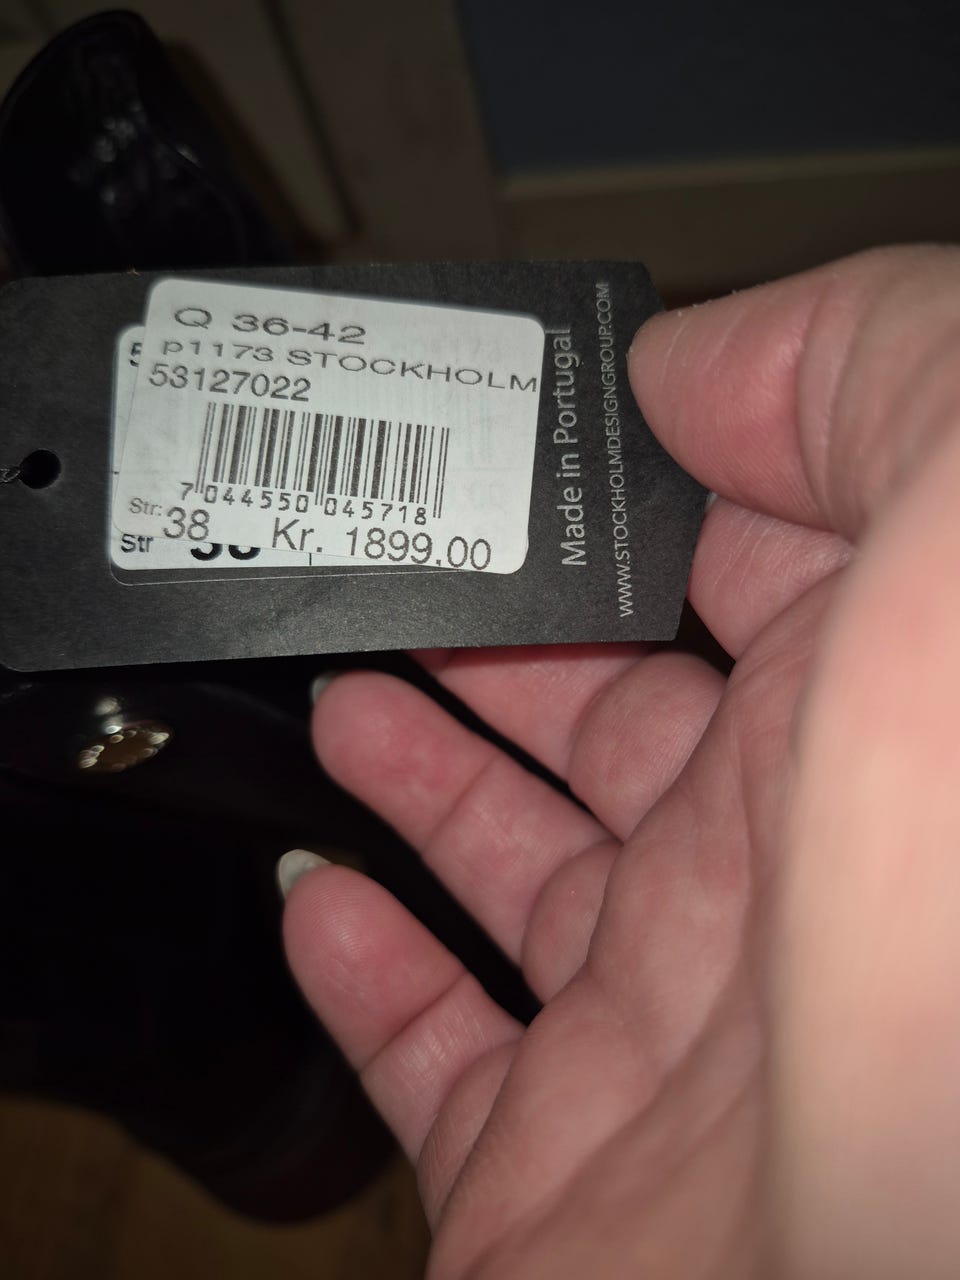 Q 36-42
P1173 STOCKHOLM
53127022
7 044550 045718
Str: 38 Kr. 1899,00
Str
Made in Portugal
WWW.STOCKHOLMDESIGNGROUP.COM